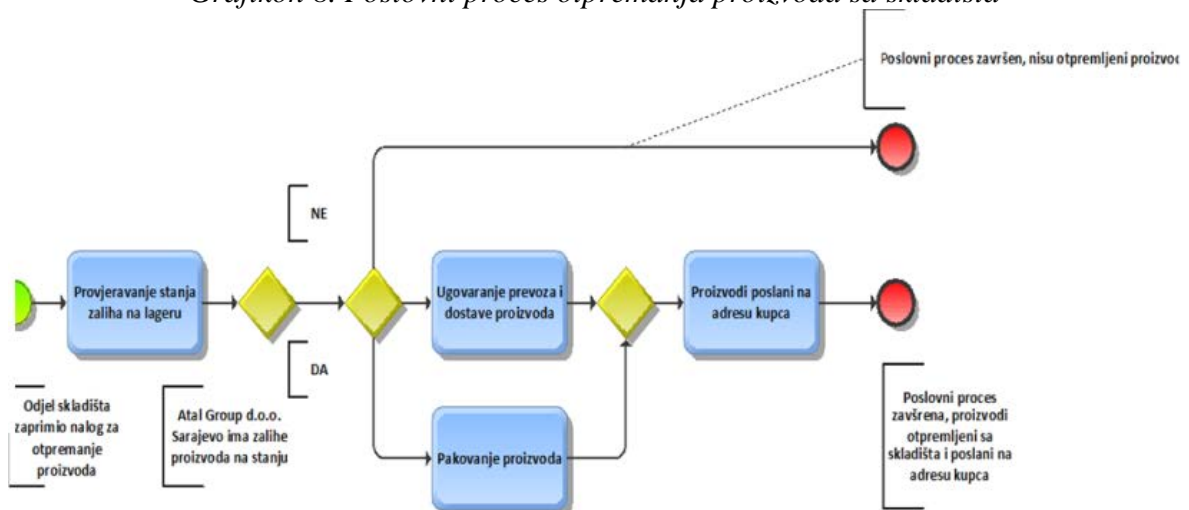 Poslovni proces završen, nisu otpremljeni
NE
Provjeravanje stanja
zaliha na lageru
Ugovaranje prevoza i
dostave proizvoda
Proizvodi poslani na
adresu kupca
DA
Odjel skladišta
zaprimio nalog za
otpremanje
proizvoda
Atal Group d.o.o.
Sarajevo ima zalihe
proizvoda na stanju
Pakovanje proizvoda
Poslovni proces
zavšrena, proizvodi
otpremljeni sa
skladišta i poslani na
adresu kupca